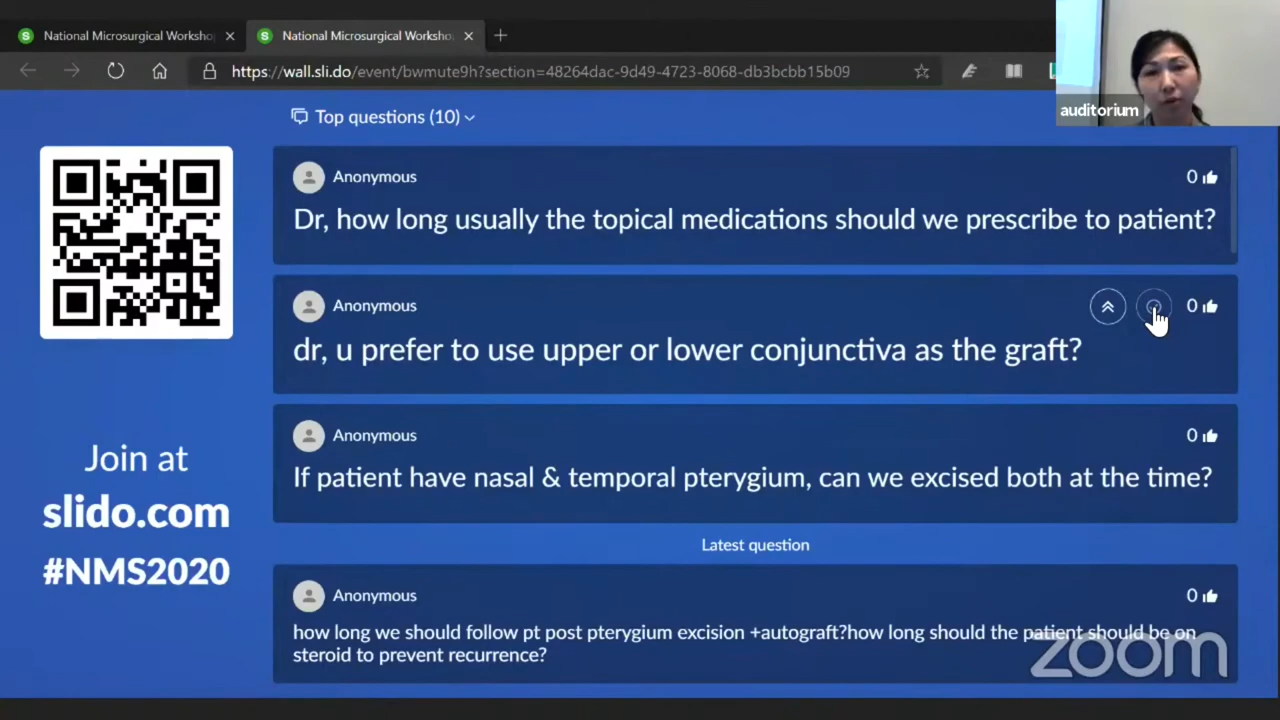 National Microsurgical Worksho
National Microsurgical Worksho
https://wall.sli.do/event/bwmute9h?section=48264dac-9d49-4723-8068-db3bcbb15b09
auditorium
Top questions (10)
Anonymous
0
Dr, how long usually the topical medications should we prescribe to patient?
Anonymous
0
dr, u prefer to use upper or lower conjunctiva as the graft?
Anonymous
0
If patient have nasal & temporal pterygium, can we excised both at the time?
Join at
slido.com
#NMS2020
Latest question
Anonymous
0
how long we should follow pt post pterygium excision +autograft?how long should the patient should be on
steroid to prevent recurrence?
zoom